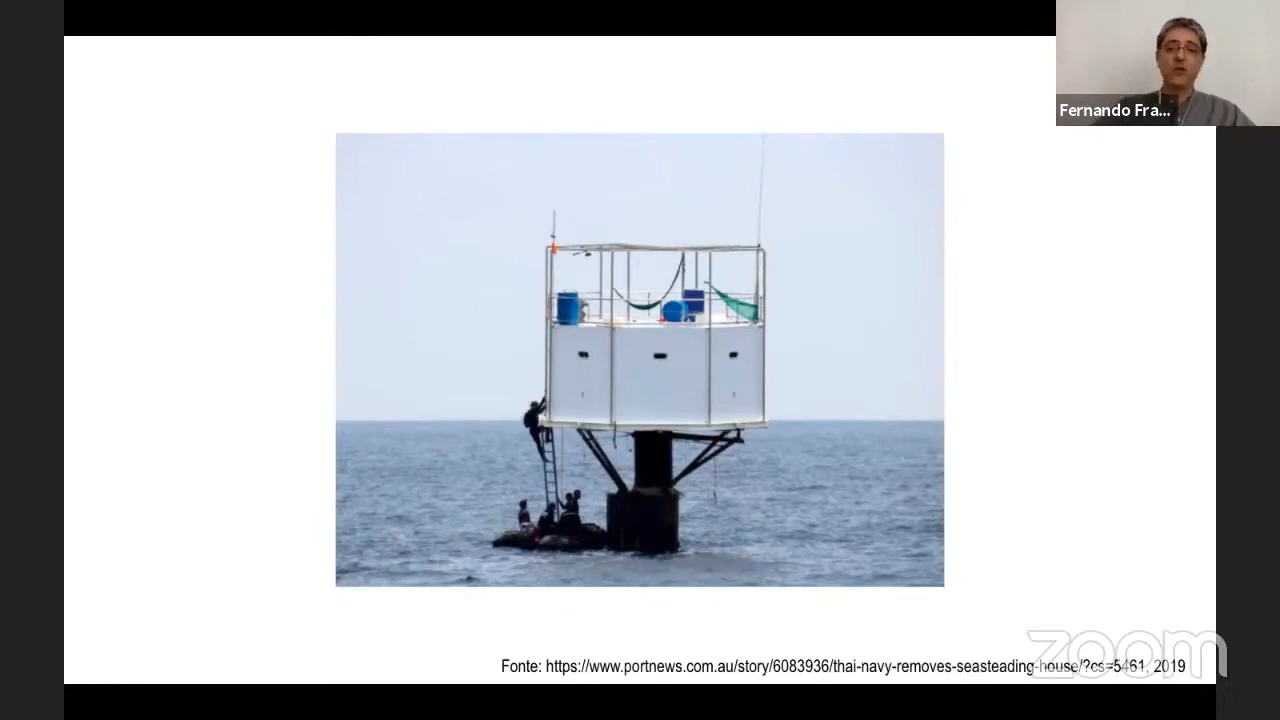 Fernando Fra...
Fonte: https://www.portnews.com.au/story/6083936/thai-navy-removes-seasteading-house/?cs=5461, 2019
zoom